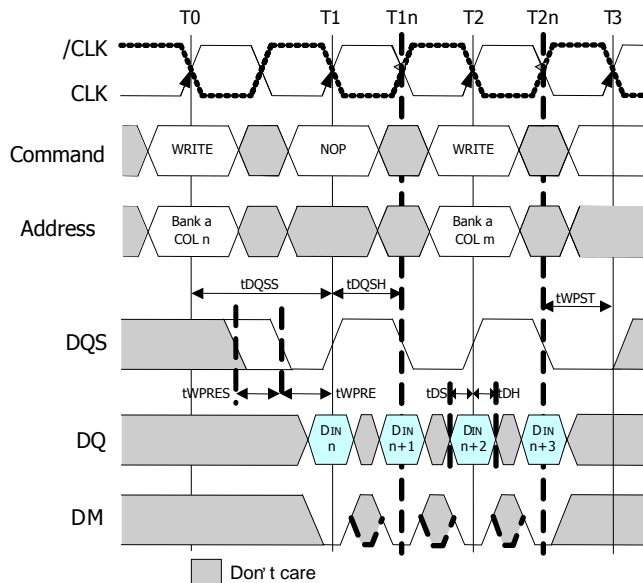 T0 T1 T1n T2 T2n T3
/CLK
CLK
Command WRITE NOP WRITE
Address Bank a COL n Bank a COL m
tDQSS tDQSH tWPST
DQS
tWPRES tWPRE tDS tDH
DQ DIN n DIN n+1 DIN n+2 DIN n+3
DM
Don't care